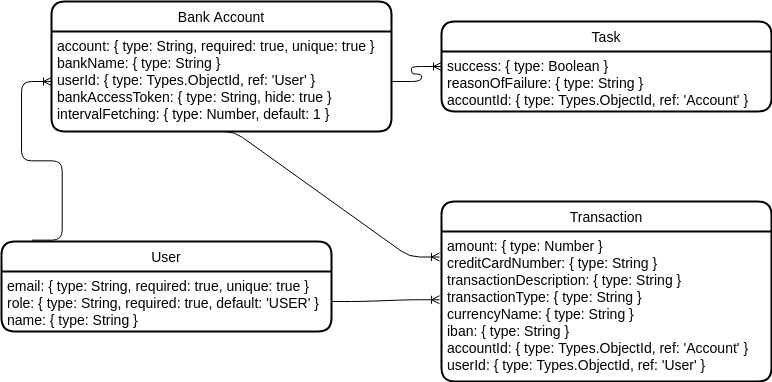 Bank Account
account: { type: String, required: true, unique: true }
bankName: { type: String }
userId: { type: Types.ObjectId, ref: 'User' }
bankAccessToken: { type: String, hide: true }
intervalFetching: { type: Number, default: 1 }
Task
success: { type: Boolean }
reasonOfFailure: { type: String }
accountId: { type: Types.ObjectId, ref: 'Account' }
User
email: { type: String, required: true, unique: true }
role: { type: String, required: true, default: 'USER' }
name: { type: String }
Transaction
amount: { type: Number }
creditCardNumber: { type: String }
transactionDescription: { type: String }
transactionType: { type: String }
currencyName: { type: String }
iban: { type: String }
accountId: { type: Types.ObjectId, ref: 'Account' }
userId: { type: Types.ObjectId, ref: 'User' }